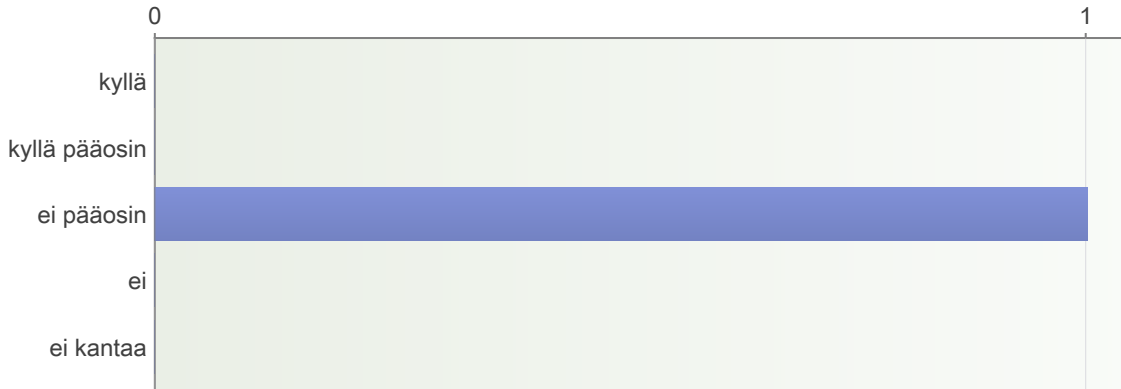 0 1
kyllä
kyllä pääosin
ei pääosin
ei
ei kantaa